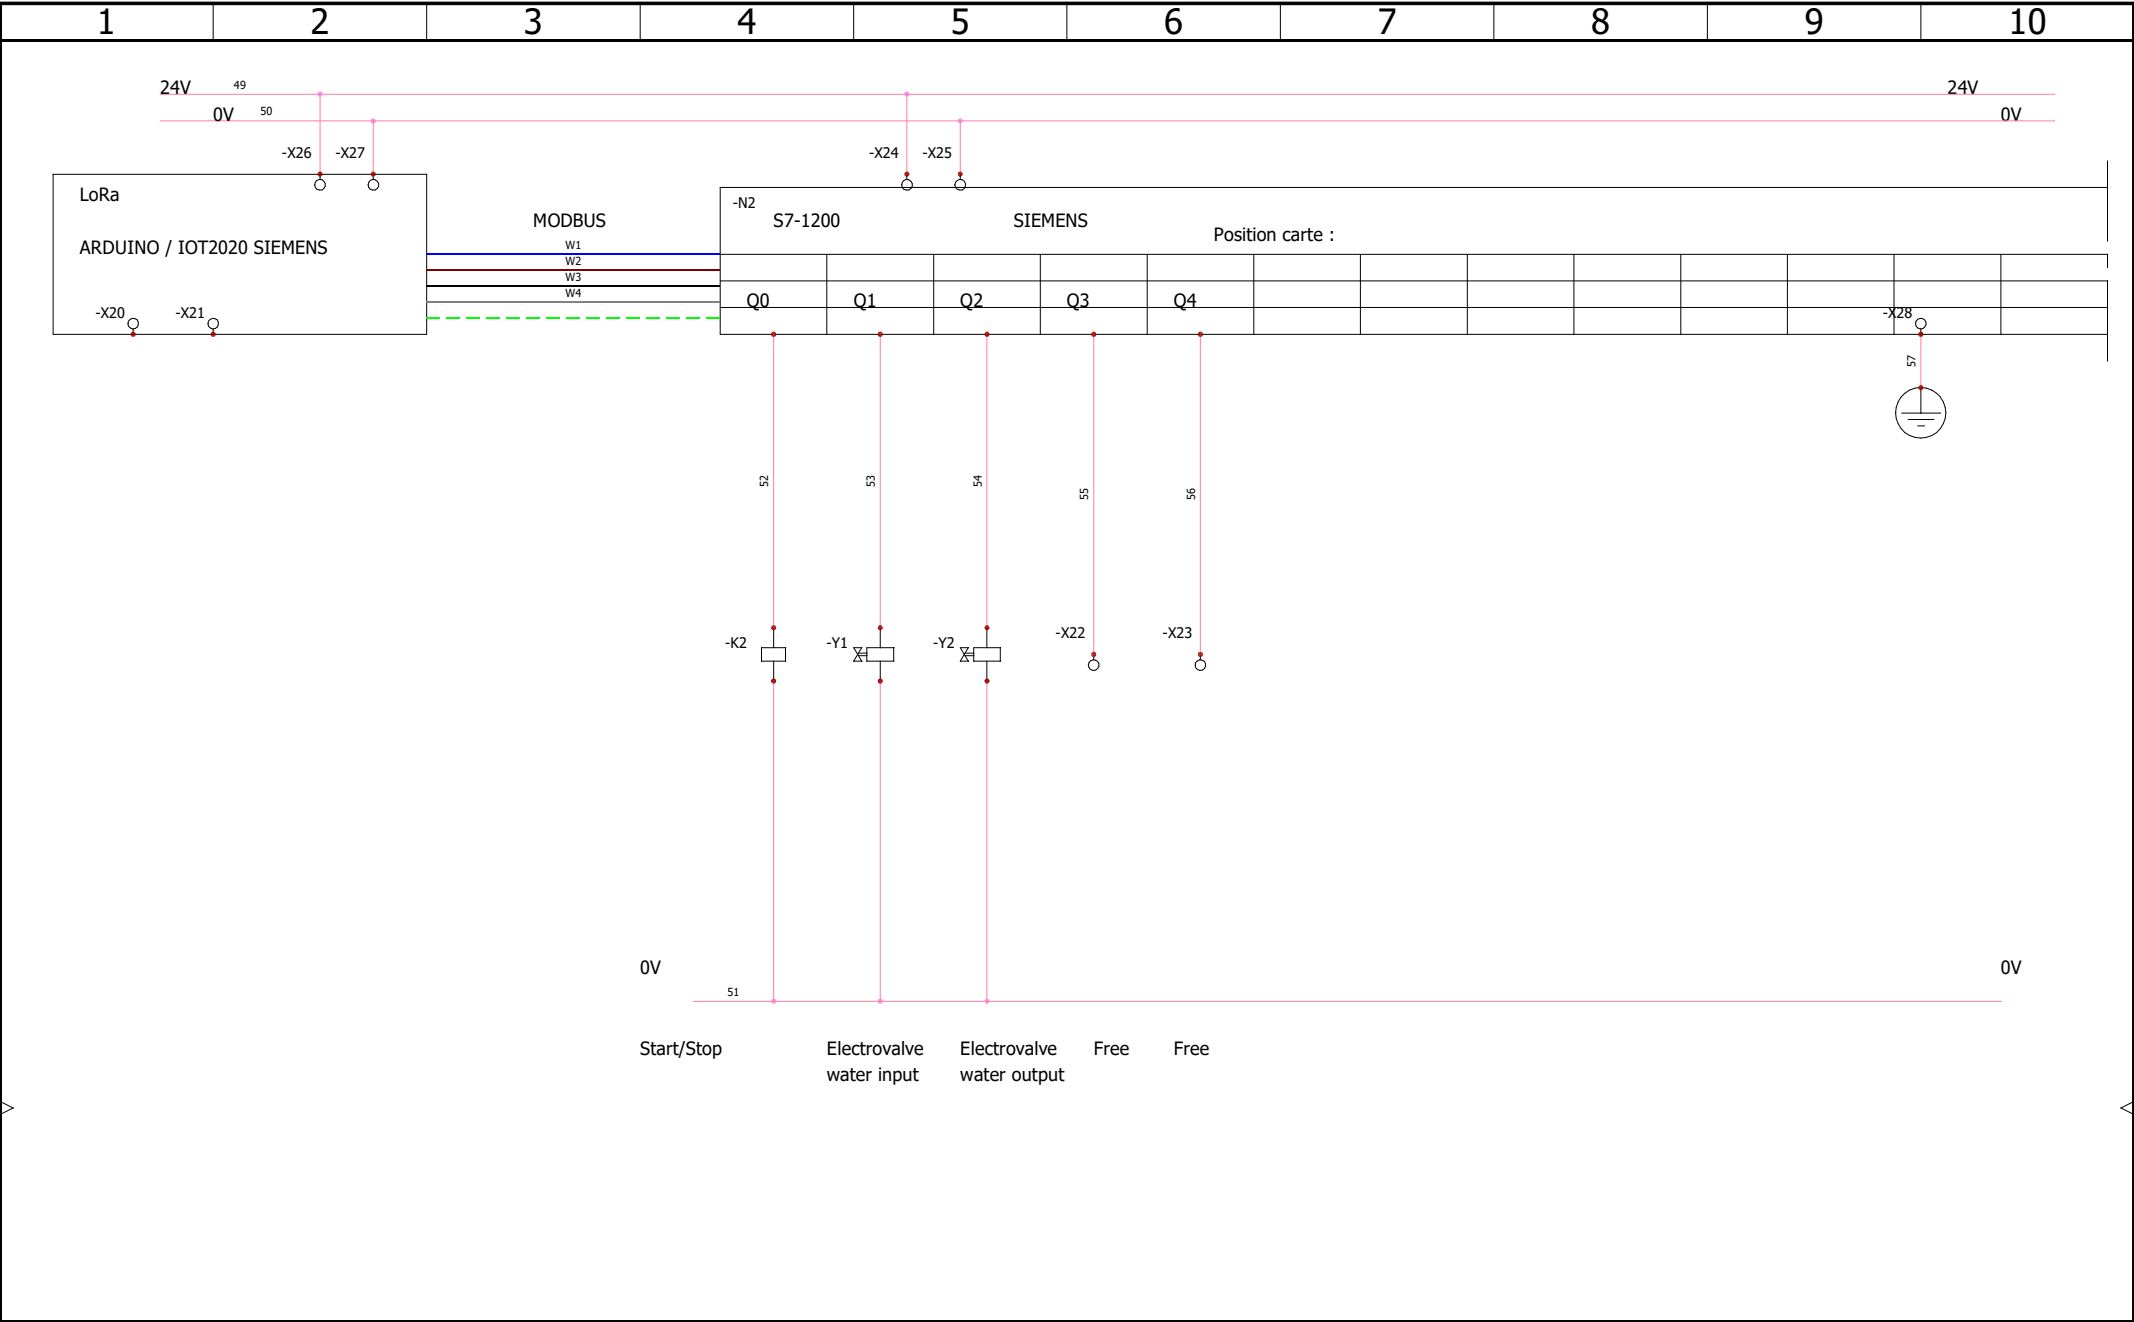 1 2 3 4 5 6 7 8 9 10
24V 49 24V
0V 50 0V
-X26 -X27 -X24 -X25
LoRa
-N2
MODBUS S7-1200 SIEMENS
Position carte :
ARDUINO / IOT2020 SIEMENS
W1
W2
W3
W4
Q0 Q1 Q2 Q3 Q4
-X20 -X21 -X28
57
52 53 54 55 56
-K2 -Y1 -Y2 -X22 -X23
0V 0V
51
Start/Stop Electrovalve Electrovalve Free Free
water input water output